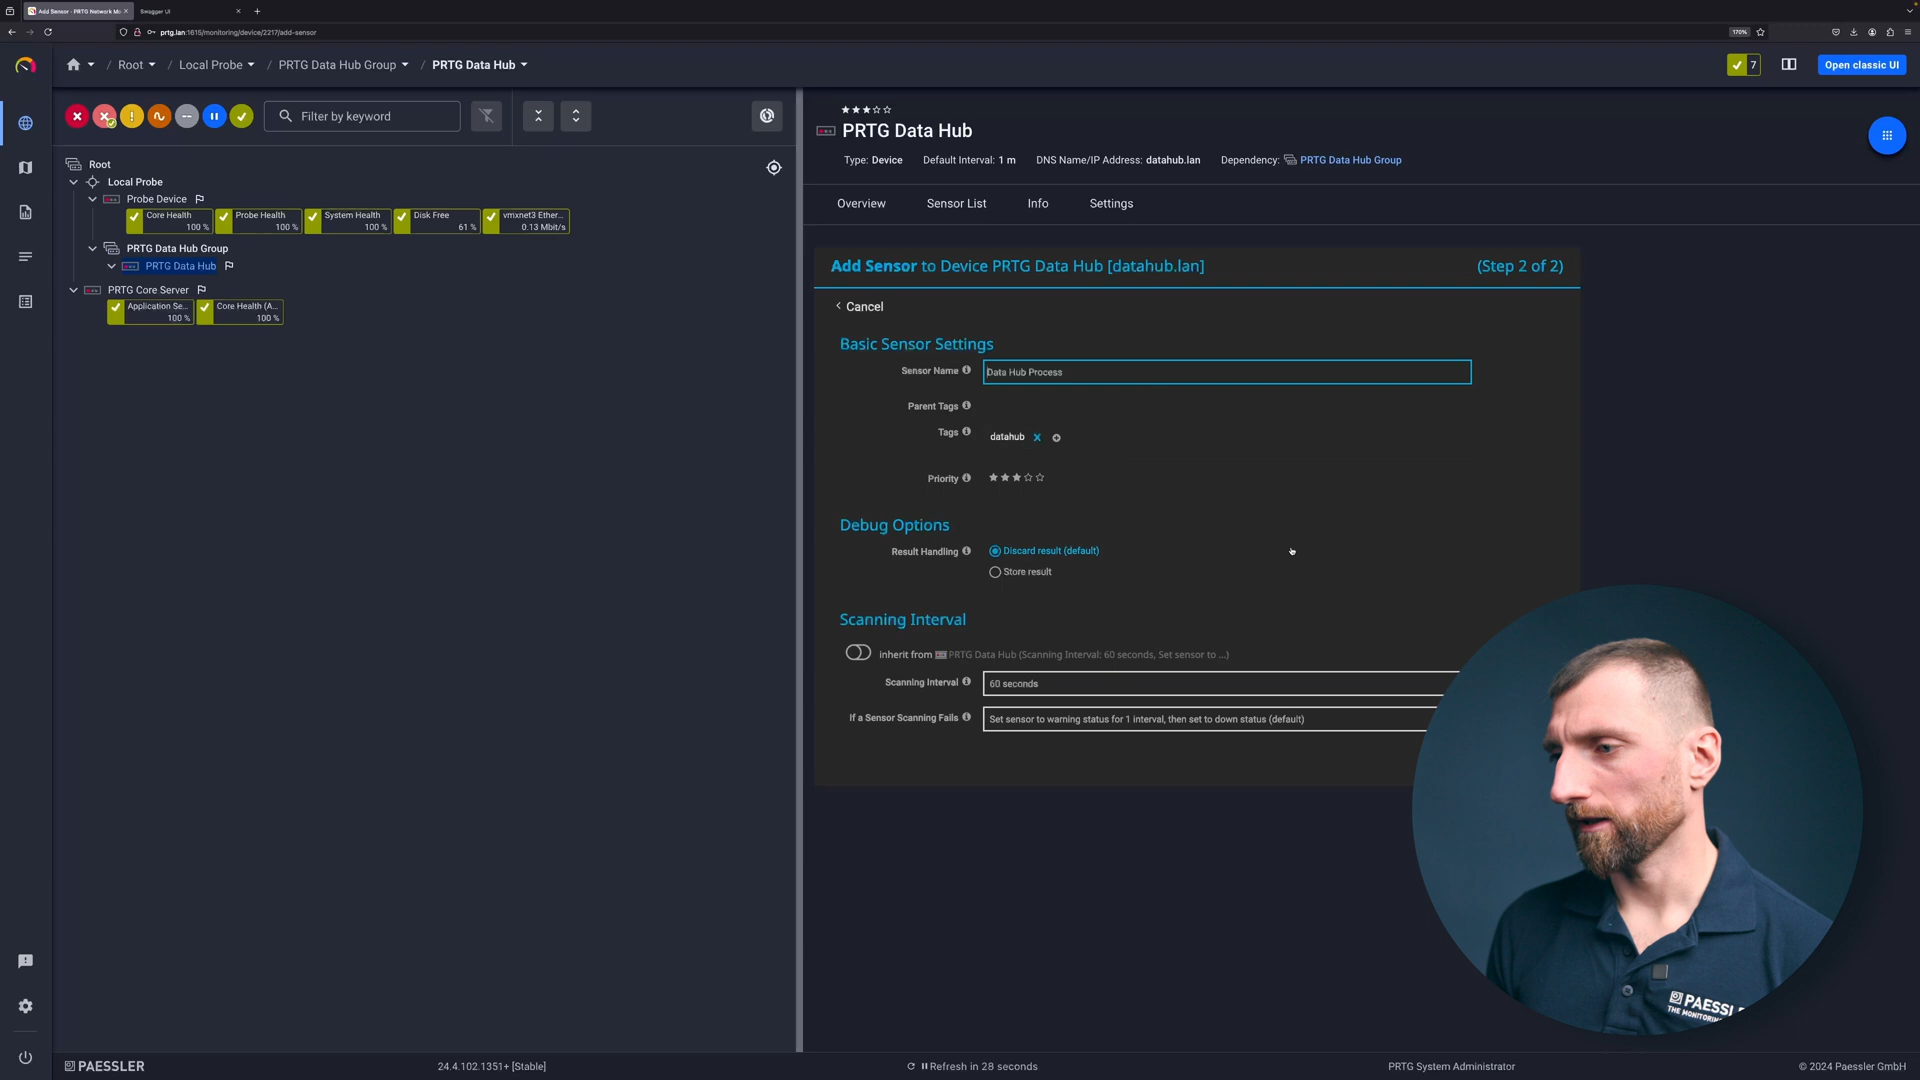 Add Sensor - PRTG Network Mo
Swagger UI
prtg.lan:1615/monitoring/device/2217/add-sensor
170%
/ Root / Local Probe / PRTG Data Hub Group / PRTG Data Hub
7
Open classic UI
Filter by keyword
Root
Local Probe
Probe Device
Core Health
100 %
Probe Health
100 %
System Health
100 %
Disk Free
61 %
vmxnet3 Ether...
0.13 Mbit/s
PRTG Data Hub Group
PRTG Data Hub
PRTG Core Server
Application Se...
100 %
Core Health (A...
100 %
PRTG Data Hub
Type: Device
Default Interval: 1 m
DNS Name/IP Address: datahub.lan
Dependency: PRTG Data Hub Group
Overview
Sensor List
Info
Settings
Add Sensor to Device PRTG Data Hub [datahub.lan]
(Step 2 of 2)
Cancel
Basic Sensor Settings
Sensor Name
Data Hub Process
Parent Tags
Tags
datahub
Priority
Debug Options
Result Handling
Discard result (default)
Store result
Scanning Interval
inherit from PRTG Data Hub (Scanning Interval: 60 seconds, Set sensor to ...)
Scanning Interval
60 seconds
If a Sensor Scanning Fails
Set sensor to warning status for 1 interval, then set to down status (default)
PAESSL
THE MONITORING
PAESSLER
24.4.102.1351+ [Stable]
Refresh in 28 seconds
PRTG System Administrator
© 2024 Paessler GmbH